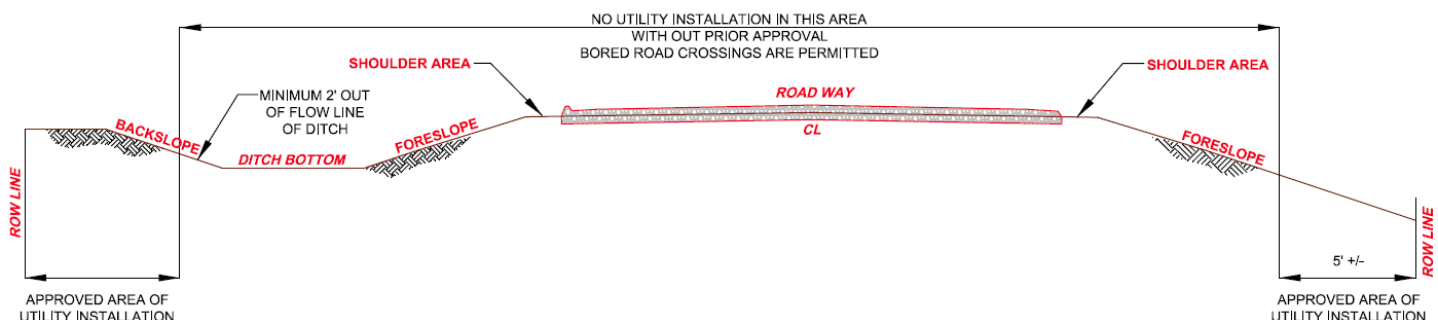 NO UTILITY INSTALLATION IN THIS AREA
WITH OUT PRIOR APPROVAL
BORED ROAD CROSSINGS ARE PERMITTED
SHOULDER AREA
SHOULDER AREA
MINIMUM 2' OUT
OF FLOW LINE
OF DITCH
ROAD WAY
CL
BACKSLOPE
DITCH BOTTOM
FORESLOPE
FORESLOPE
ROW LINE
ROW LINE
5' +/-
APPROVED AREA OF
UTILITY INSTALLATION
APPROVED AREA OF
UTILITY INSTALLATION